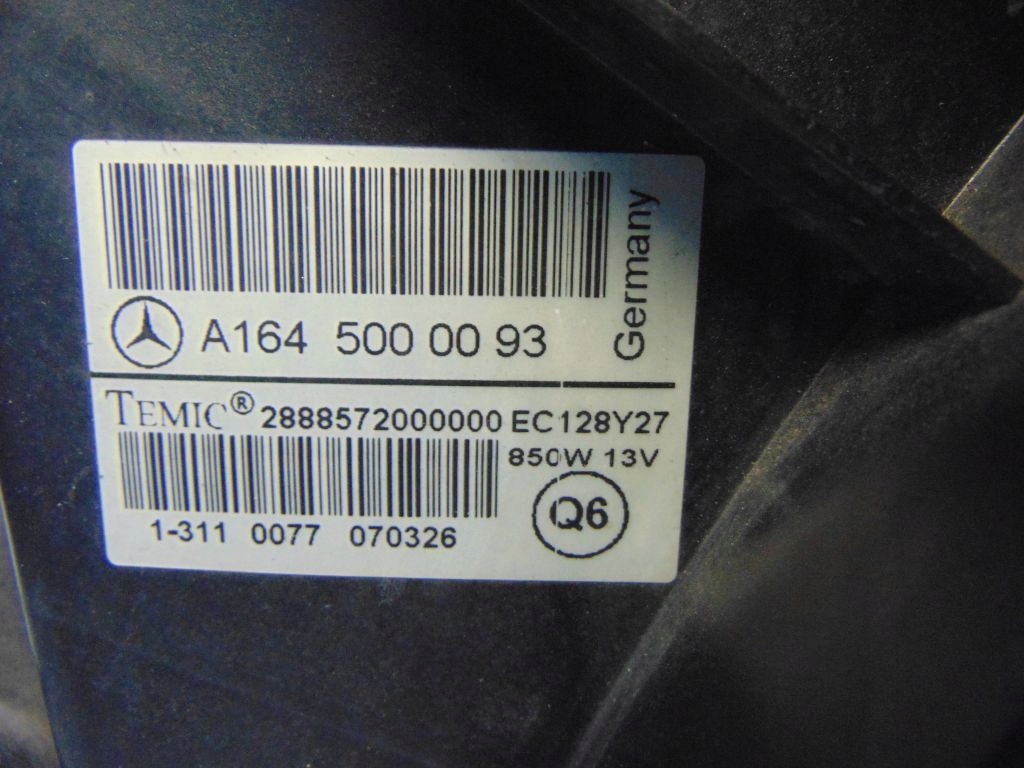 A164 500 00 93
Germany
TEMIC® 2888572000000 EC128Y27
850W 13V
Q6
1-311 0077 070326